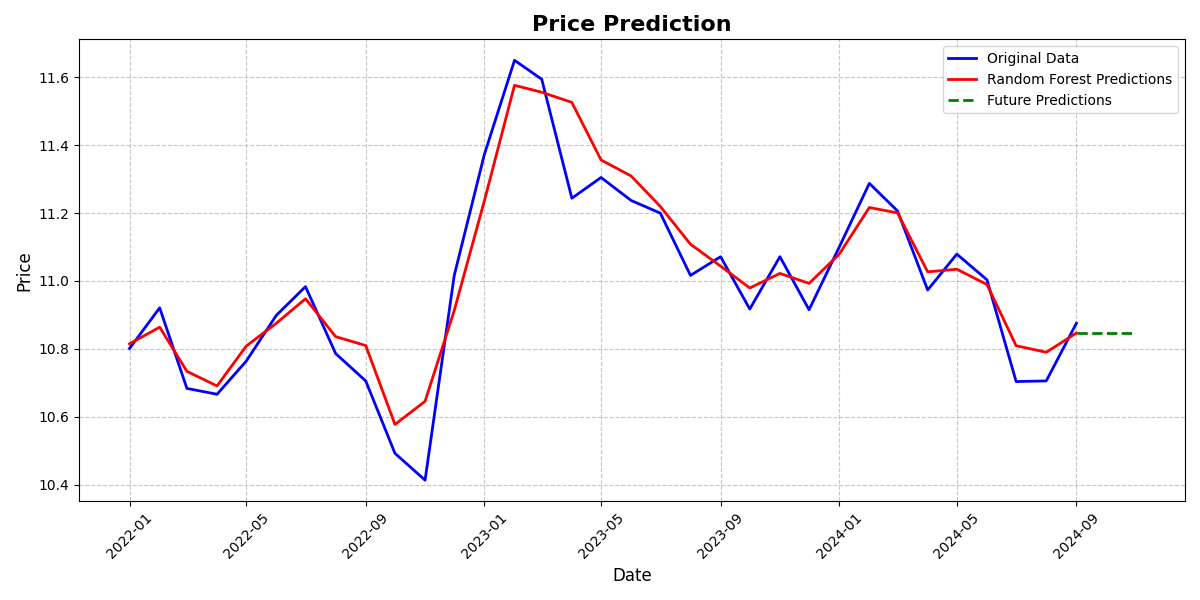 Price Prediction
Original Data
Random Forest Predictions
Future Predictions
Price
11.6
11.4
11.2
11.0
10.8
10.6
10.4
2022-01
2022-05
2022-09
2023-01
2023-05
2023-09
2024-01
2024-05
2024-09
Date